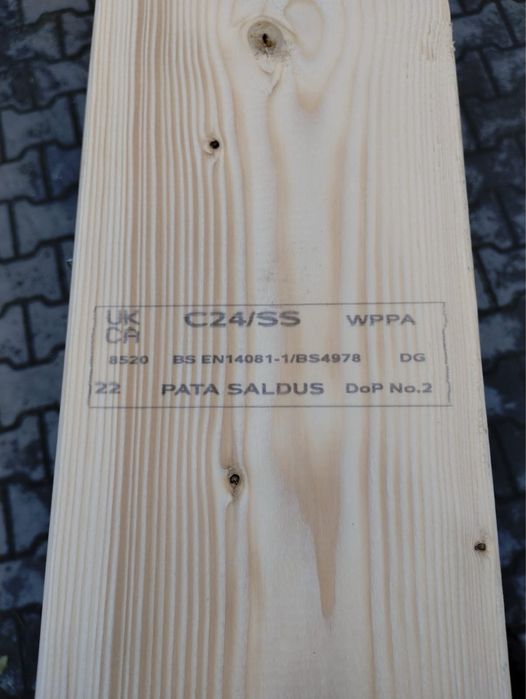 UK CA C24/SS WPPA
8520 BS EN14081-1/BS4978 DG
22 PATA SALDUS DoP No.2